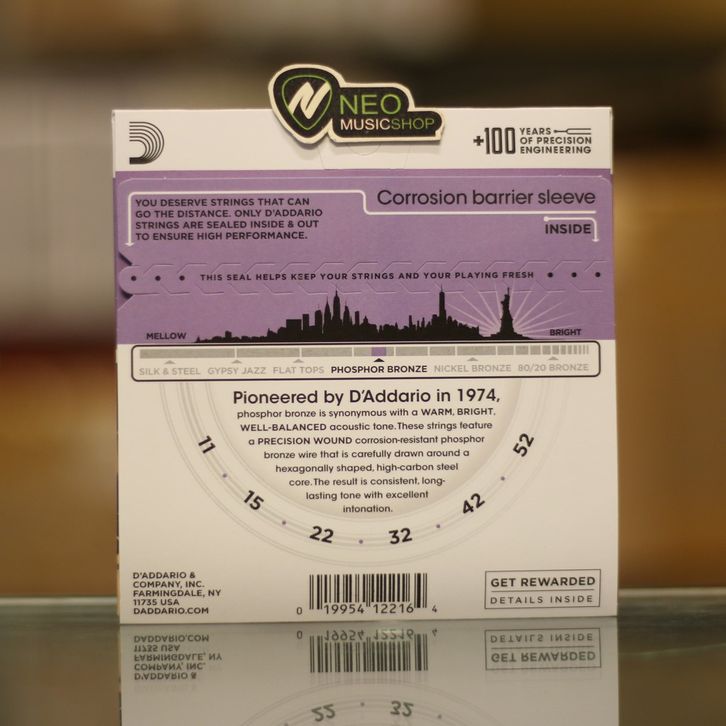 NEO
MUSICSHOP
+100 YEARS
OF PRECISION
ENGINEERING
YOU DESERVE STRINGS THAT CAN
GO THE DISTANCE. ONLY D'ADDARIO
STRINGS ARE SEALED INSIDE & OUT
TO ENSURE HIGH PERFORMANCE.
Corrosion barrier sleeve
INSIDE
THIS SEAL HELPS KEEP YOUR STRINGS AND YOUR PLAYING FRESH
MELLOW
BRIGHT
SILK & STEEL GYPSY JAZZ FLAT TOPS PHOSPHOR BRONZE NICKEL BRONZE 80/20 BRONZE
Pioneered by D'Addario in 1974,
phosphor bronze is synonymous with a WARM, BRIGHT,
WELL-BALANCED acoustic tone. These strings feature
a PRECISION WOUND corrosion-resistant phosphor
bronze wire that is carefully drawn around a
hexagonally shaped, high-carbon steel
core. The result is consistent, long-
lasting tone with excellent
intonation.
11 • 15 • 22 • 32 • 42 • 52
D'ADDARIO &
COMPANY, INC.
FARMINGDALE, NY
11735 USA
DADDARIO.COM
0 19954 12216 4
GET REWARDED
DETAILS INSIDE